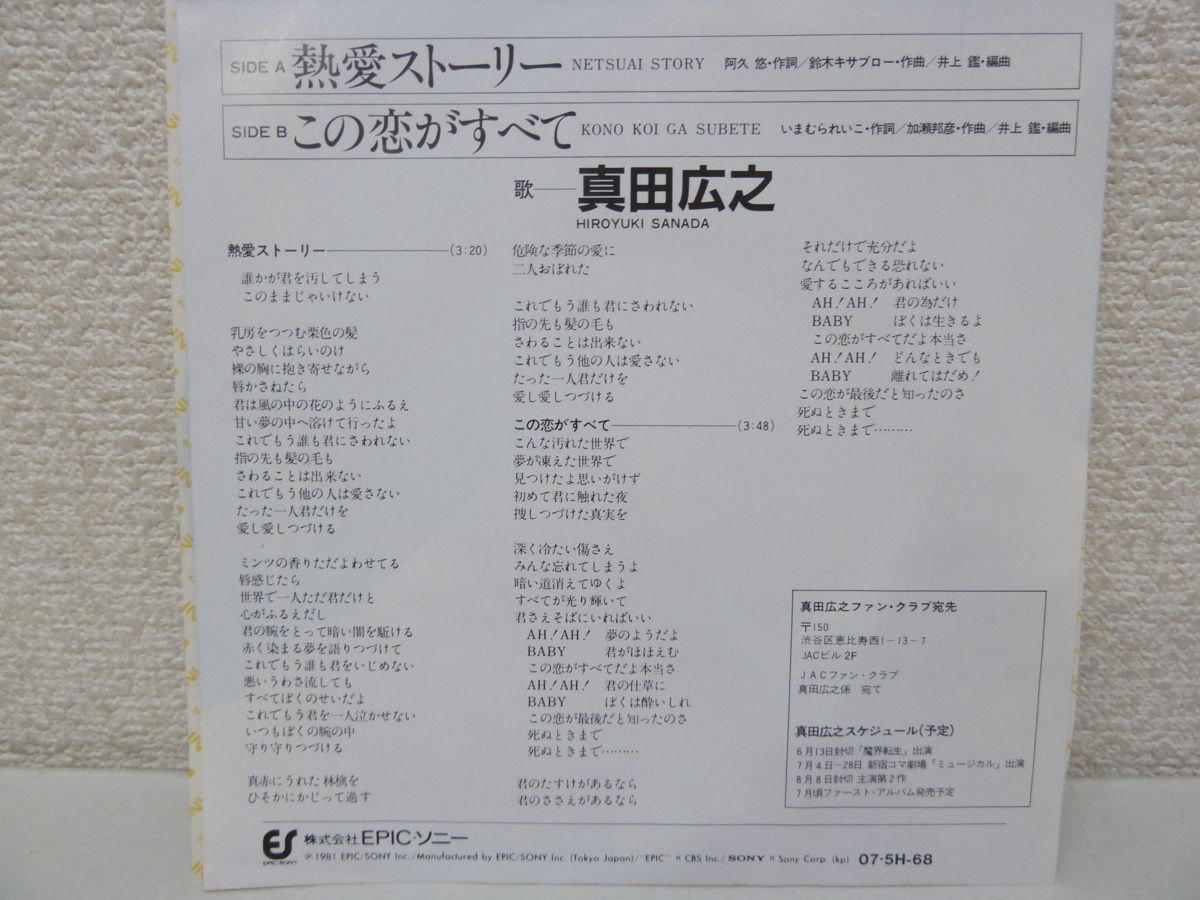 SIDE A 熱愛ストーリー NETSUAI STORY 阿久 悠・作詞／鈴木キサブロー・作曲／井上 鑑・編曲
SIDE B この恋がすべて KONO KOI GA SUBETE いまむられいこ・作詞／加瀬邦彦・作曲／井上 鑑・編曲
歌―真田広之
HIROYUKI SANADA
熱愛ストーリー――(3:20)
誰かが君を汚してしまう
このままじゃいけない
乳房をつつむ栗色の髪
やさしくはらいのけ
裸の胸に抱き寄せながら
唇かさねたら
君は風の中の花のようにふるえ
甘い夢の中へ溶けて行ったよ
これでもう誰も君にさわれない
指の先も髪の毛も
さわることは出来ない
これでもう他の人は愛さない
たった一人君だけを
愛し愛しつづける
ミンツの香りただよわせてる
唇感じたら
世界で一人ただ君だけと
心がふるえだし
君の腕をとって暗い闇を駈ける
赤く染まる夢を語りつづけて
これでもう誰も君をいじめない
悪いうわさ流しても
すべてぼくのせいだよ
これでもう君を一人泣かせない
いつもぼくの腕の中
守り守りつづける
真赤にうれた林檎を
ひそかにかじって過す
危険な季節の愛に
二人おぼれた
これでもう誰も君にさわれない
指の先も髪の毛も
さわることは出来ない
これでもう他の人は愛さない
たった一人君だけを
愛し愛しつづける
この恋がすべて――(3:48)
こんな汚れた世界で
夢が凍えた世界で
見つけたよ思いがけず
初めて君に触れた夜
捜しつづけた真実を
深く冷たい傷さえ
みんな忘れてしまうよ
暗い道消えてゆくよ
すべてが光り輝いて
君さえそばにいればいい
AH！AH！ 夢のようだよ
BABY 君がほほえむ
この恋がすべてだよ本当さ
AH！AH！ 君の仕草に
BABY ぼくは酔いしれ
この恋が最後だと知ったのさ
死ぬときまで
死ぬときまで………
君のたすけがあるなら
君のささえがあるなら
それだけで充分だよ
なんでもできる恐れない
愛するこころがあればいい
AH！AH！ 君の為だけ
BABY ぼくは生きるよ
この恋がすべてだよ本当さ
AH！AH！ どんなときでも
BABY 離れてはだめ！
この恋が最後だと知ったのさ
死ぬときまで
死ぬときまで………
真田広之ファン・クラブ宛先
〒150
渋谷区恵比寿西1－13－7
JACビル2F
JACファン・クラブ
真田広之係 宛て
真田広之スケジュール(予定)
6月13日封切「魔界転生」出演
7月4日―28日 新宿コマ劇場「ミュージカル」出演
8月8日封切 主演第2作
7月頃ファースト・アルバム発売予定
ES EPIC・SONY 株式会社EPIC・ソニー
Ⓟ1981 EPIC/SONY Inc./Manufactured by EPIC/SONY Inc. (Tokyo Japan)/"EPIC" ® CBS Inc./SONY ® Sony Corp. (kp) 07・5H-68